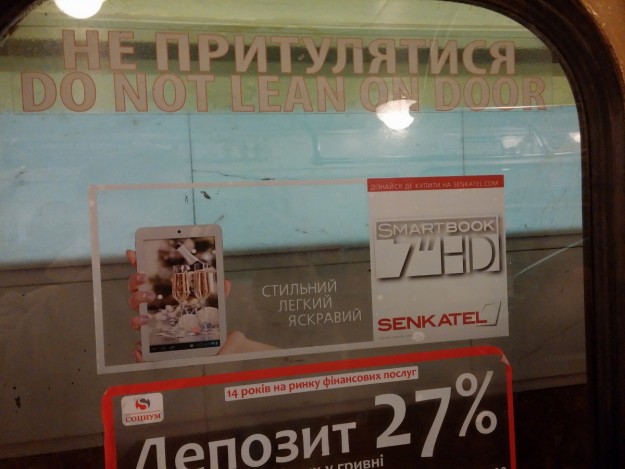 НЕ ПРИТУЛЯТИСЯ
DO NOT LEAN ON DOOR
ДІЗНАЙСЯ ДЕ КУПИТИ НА SENKATEL.COM
SMARTBOOK
7"HD
СТИЛЬНИЙ
ЛЕГКИЙ
ЯСКРАВИЙ
SENKATEL
14 років на ринку фінансових послуг
СОЦИУМ
Депозит 27%
у гривні